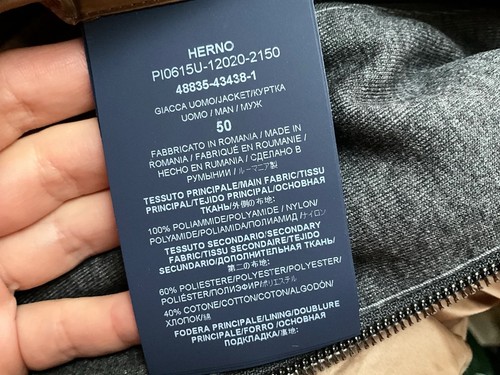 HERNO
PI0615U-12020-2150
48835-43438-1
GIACCA UOMO/JACKET/КУРТКА
UOMO / MAN / МУЖ
50
FABBRICATO IN ROMANIA / MADE IN
ROMANIA / FABRIQUÉ EN ROUMANIE /
HECHO EN RUMANIA / СДЕЛАНО В
РУМЫНИИ / ルーマニア製
TESSUTO PRINCIPALE/MAIN FABRIC/TISSU
PRINCIPAL/TEJIDO PRINCIPAL/ОСНОВНАЯ
ТКАНЬ/外側の布地:
100% POLIAMMIDE/POLYAMIDE / NYLON/
POLYAMIDE/POLIAMIDA/ПОЛИАМИД /ナイロン
TESSUTO SECONDARIO/SECONDARY
FABRIC/ TISSU SECONDAIRE/TEJIDO
SECUNDARIO/ДОПОЛНИТЕЛЬНАЯ ТКАНЬ/
第二の布地:
60% POLIESTERE/POLYESTER/POLYESTER/
POLIÉSTER/ПОЛИЭФИР/ポリエステル
40% COTONE/COTTON/COTON/ALGODÓN/
ХЛОПОК/綿
FODERA PRINCIPALE/LINING/DOUBLURE
PRINCIPALE/FORRO /ОСНОВНАЯ
ПОДКЛАДКА/裏地: